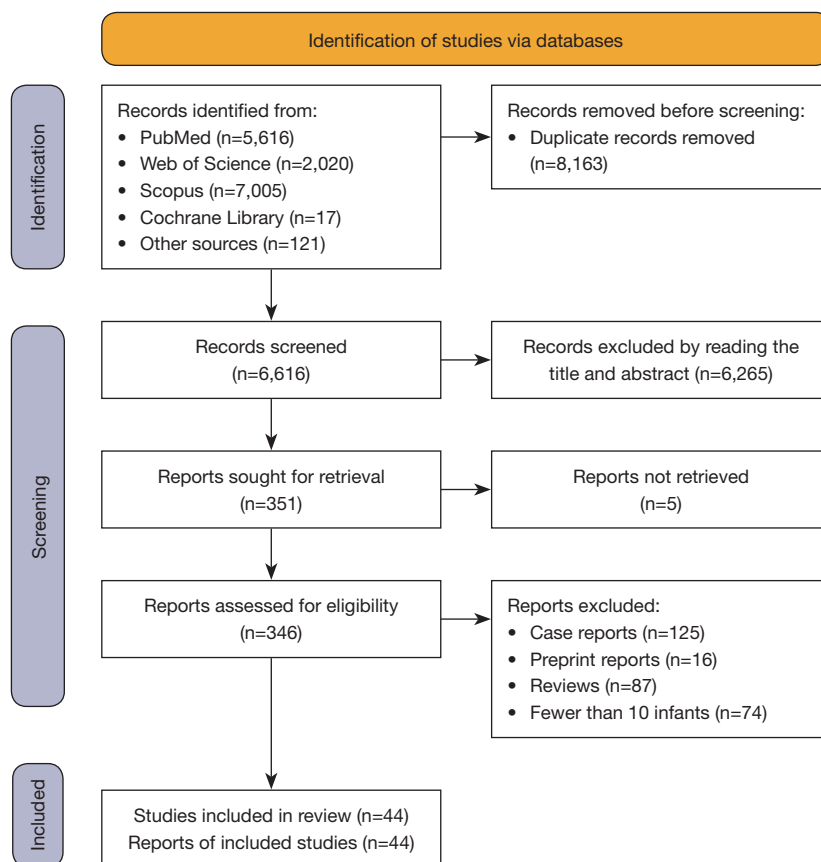 Identification of studies via databases
Identification
Records identified from:
• PubMed (n=5,616)
• Web of Science (n=2,020)
• Scopus (n=7,005)
• Cochrane Library (n=17)
• Other sources (n=121)
Records removed before screening:
• Duplicate records removed
(n=8,163)
Screening
Records screened
(n=6,616)
Records excluded by reading the
title and abstract (n=6,265)
Reports sought for retrieval
(n=351)
Reports not retrieved
(n=5)
Reports assessed for eligibility
(n=346)
Reports excluded:
• Case reports (n=125)
• Preprint reports (n=16)
• Reviews (n=87)
• Fewer than 10 infants (n=74)
Included
Studies included in review (n=44)
Reports of included studies (n=44)